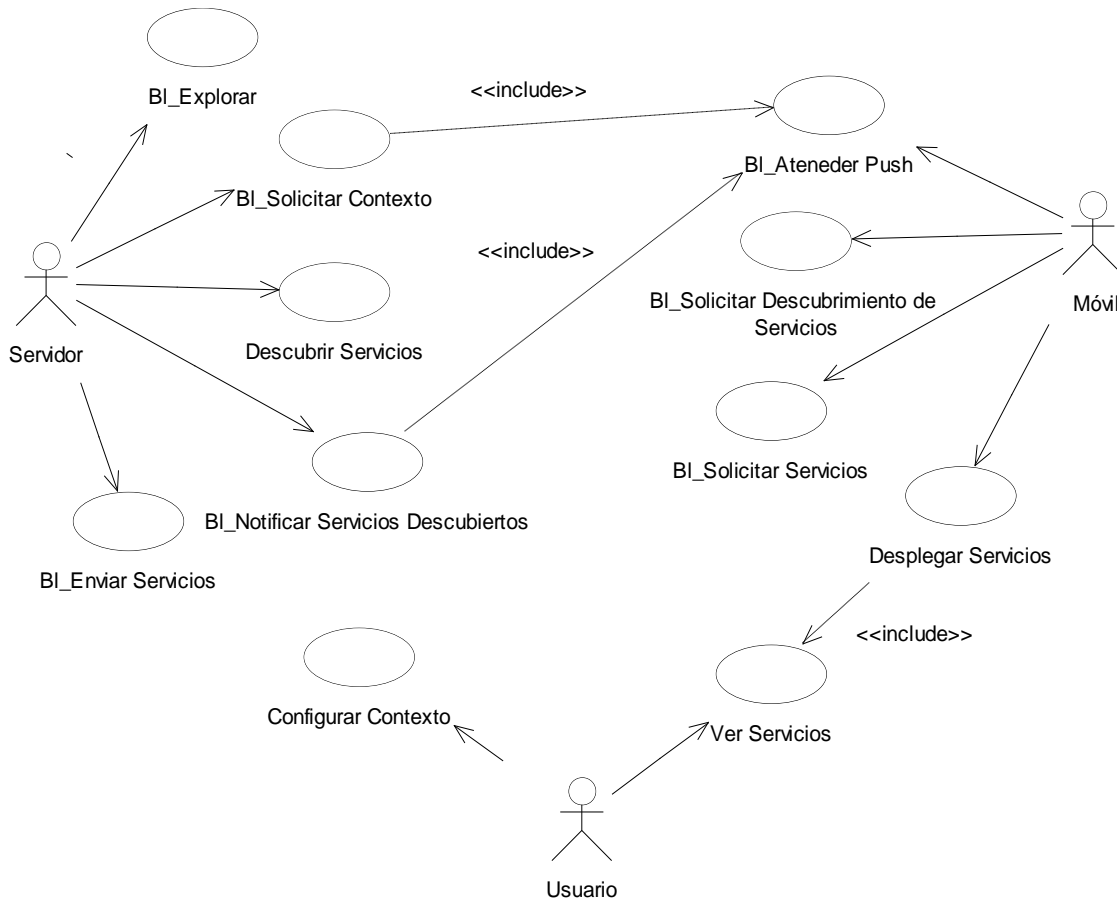 BI_Explorar
<<include>>
BI_Solicitar Contexto
BI_Ateneder Push
<<include>>
BI_Solicitar Descubrimiento de
Servicios
Móvil
Servidor
Descubrir Servicios
BI_Solicitar Servicios
BI_Notificar Servicios Descubiertos
Desplegar Servicios
BI_Enviar Servicios
<<include>>
Configurar Contexto
Ver Servicios
Usuario